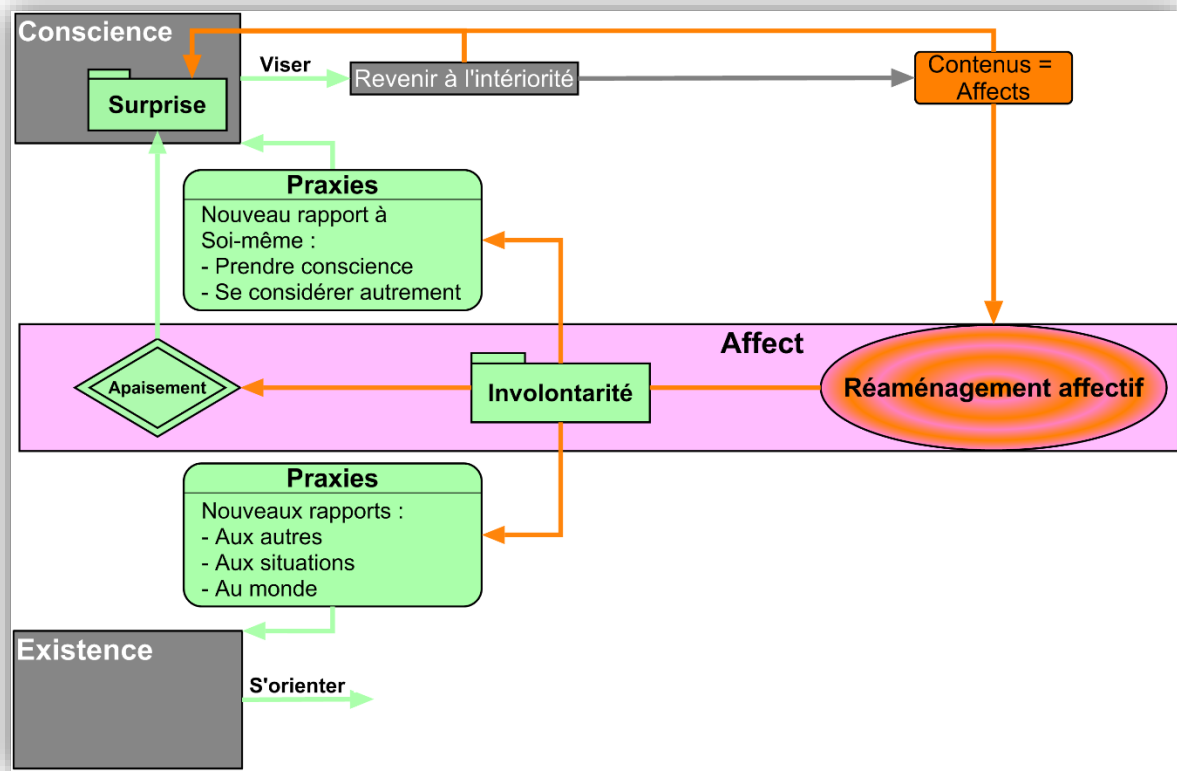 Conscience
Surprise
Viser
Revenir à l'intériorité
Contenus =
Affects
Praxies
Nouveau rapport à
Soi-même :
- Prendre conscience
- Se considérer autrement
Affect
Apaisement
Involontarité
Réaménagement affectif
Praxies
Nouveaux rapports :
- Aux autres
- Aux situations
- Au monde
Existence
S'orienter